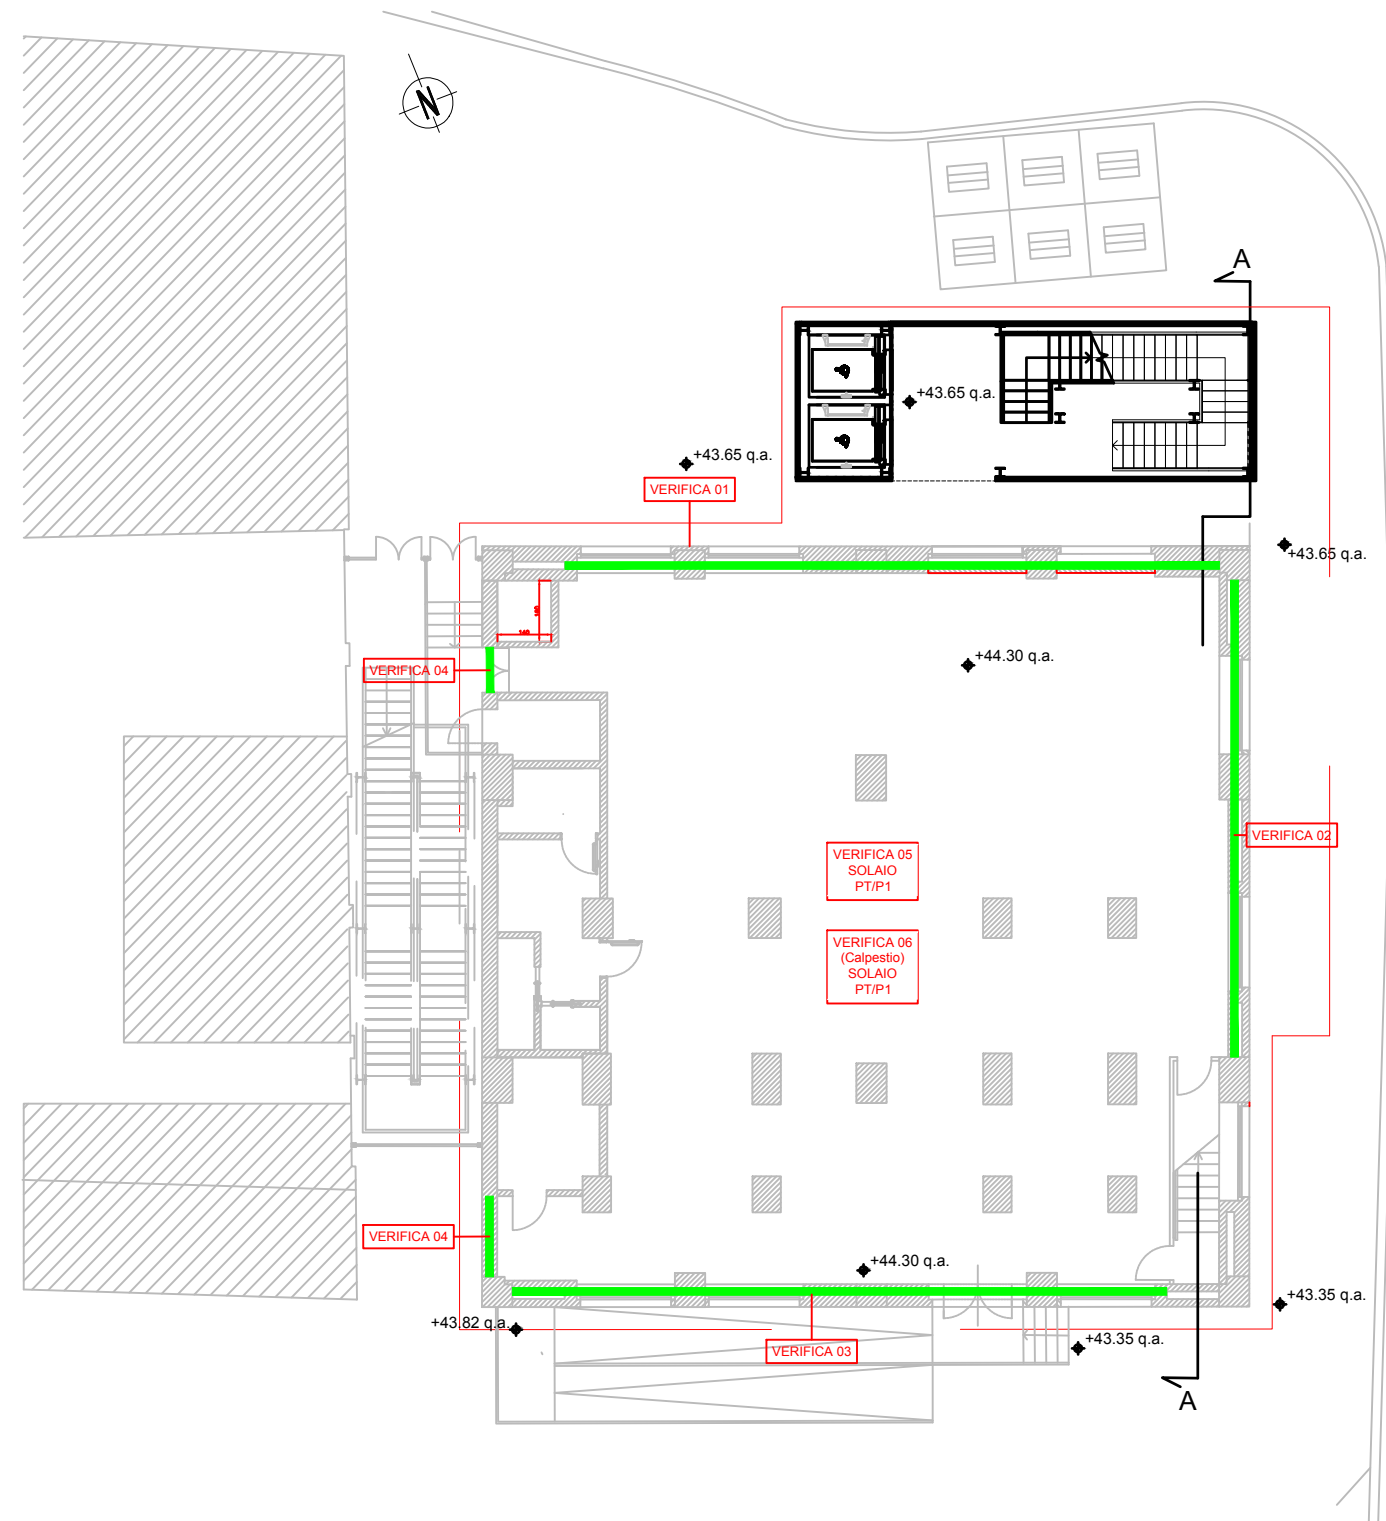 N
A
+43.65 q.a.
+43.65 q.a.
VERIFICA 01
+43.65 q.a.
140
+44.30 q.a.
VERIFICA 04
VERIFICA 02
VERIFICA 05
SOLAIO
PT/P1
VERIFICA 06
(Calpestio)
SOLAIO
PT/P1
VERIFICA 04
+44.30 q.a.
+43.35 q.a.
+43.82 q.a.
+43.35 q.a.
VERIFICA 03
A